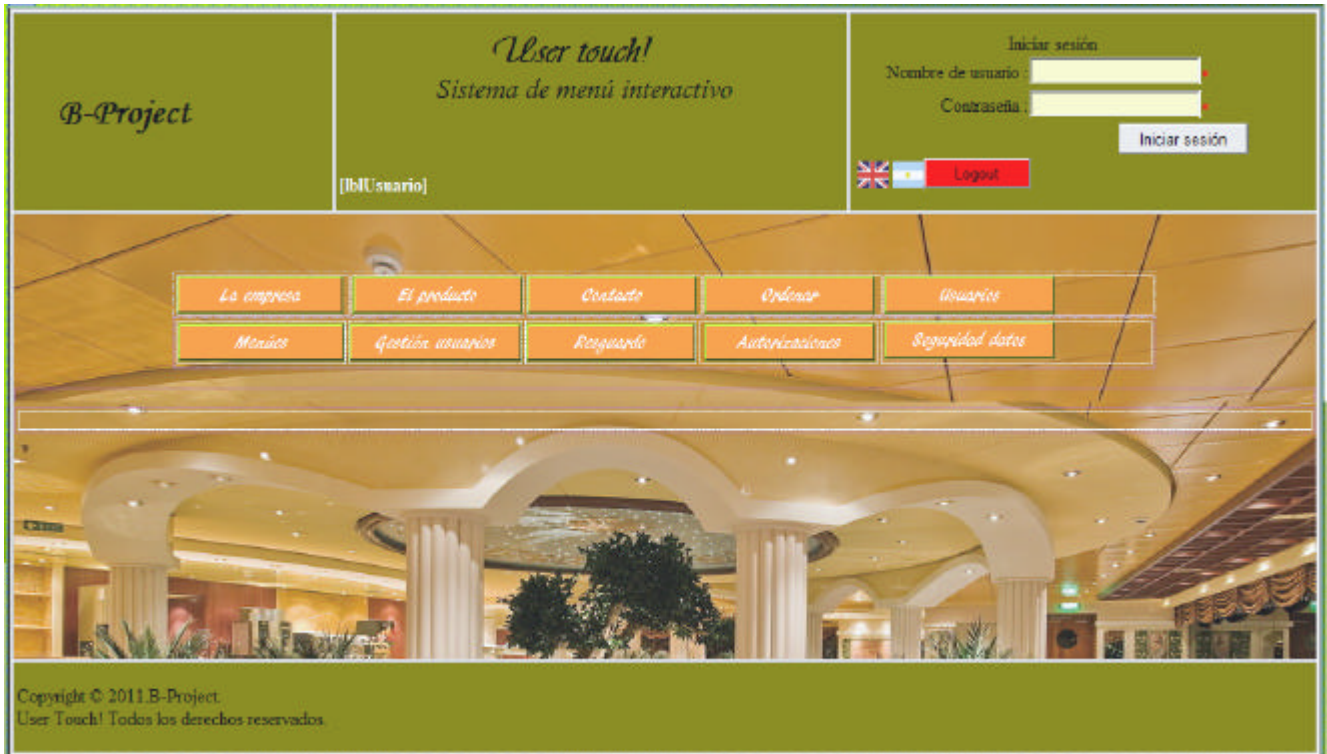 B-Project
User touch!
Sistema de menú interactivo
[lblUsuario]
Iniciar sesión
Nombre de usuario : *
Contraseña : *
Iniciar sesión
Logout
La empresa El producto Contacto Ordenar Usuarios
Menúes Gestión usuarios Resguardo Autorizaciones Seguridad datos
Copyright © 2011.B-Project.
User Touch! Todos los derechos reservados.